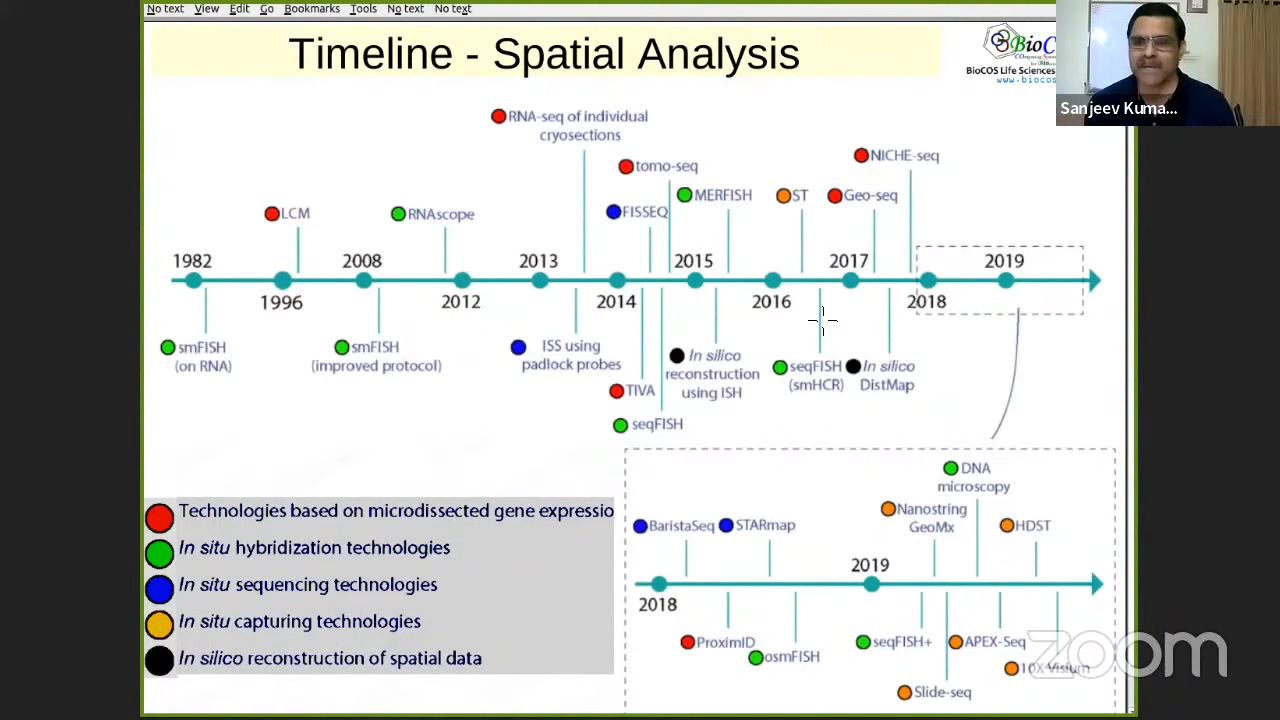 No text View Edit Go Bookmarks Tools No text No text
Timeline - Spatial Analysis
BioC
BioCOS Life Sciences
www.biocos
Sanjeev Kuma...
RNA-seq of individual
cryosections
tomo-seq
NICHE-seq
MERFISH
ST
Geo-seq
LCM
RNAscope
FISSEQ
1982
2008
2013
2015
2017
2019
1996
2012
2014
2016
2018
smFISH
(on RNA)
smFISH
(improved protocol)
ISS using
padlock probes
In silico
reconstruction
using ISH
seqFISH
(smHCR)
In silico
DistMap
TIVA
seqFISH
DNA
microscopy
Nanostring
GeoMx
BaristaSeq
STARmap
HDST
2019
2018
ProximID
osmFISH
seqFISH+
APEX-Seq
10X Visium
Slide-seq
Technologies based on microdissected gene expressio
In situ hybridization technologies
In situ sequencing technologies
In situ capturing technologies
In silico reconstruction of spatial data
zoom